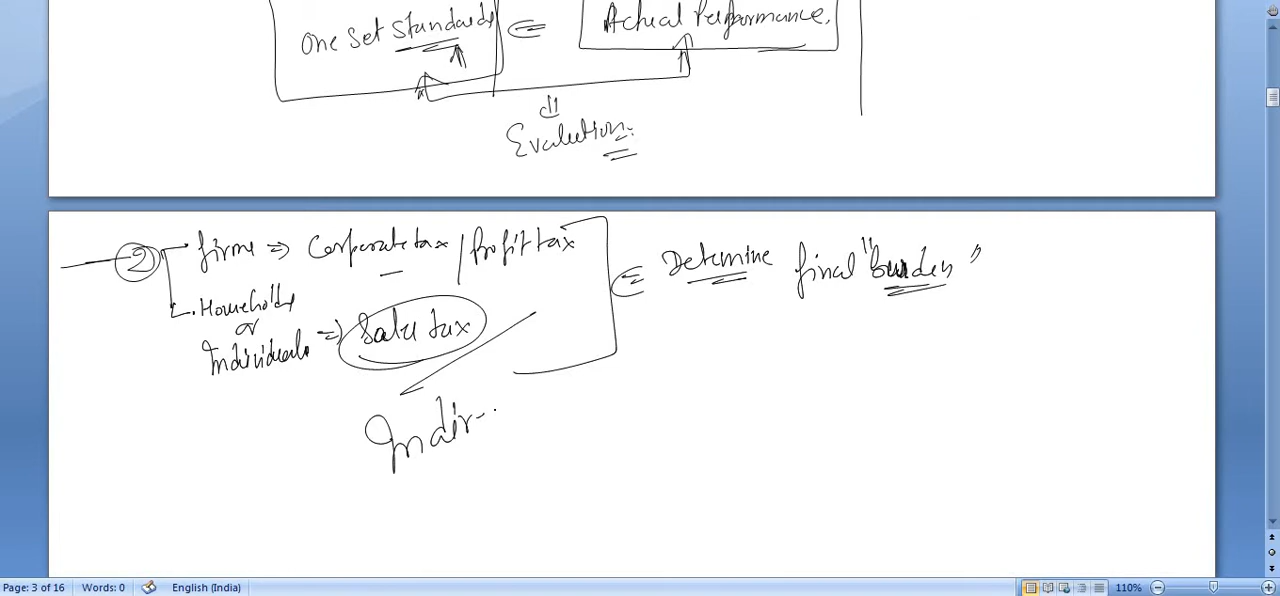 One Set Standards ⇐ Actual Performance.
Evalution.
② firms ⇒ Corporate tax / Profit tax ⇐ Determine final "burden"
Households
or
Individuals ⇒ Sales tax
Indir-
Page: 3 of 16 Words: 0 English (India) 110%